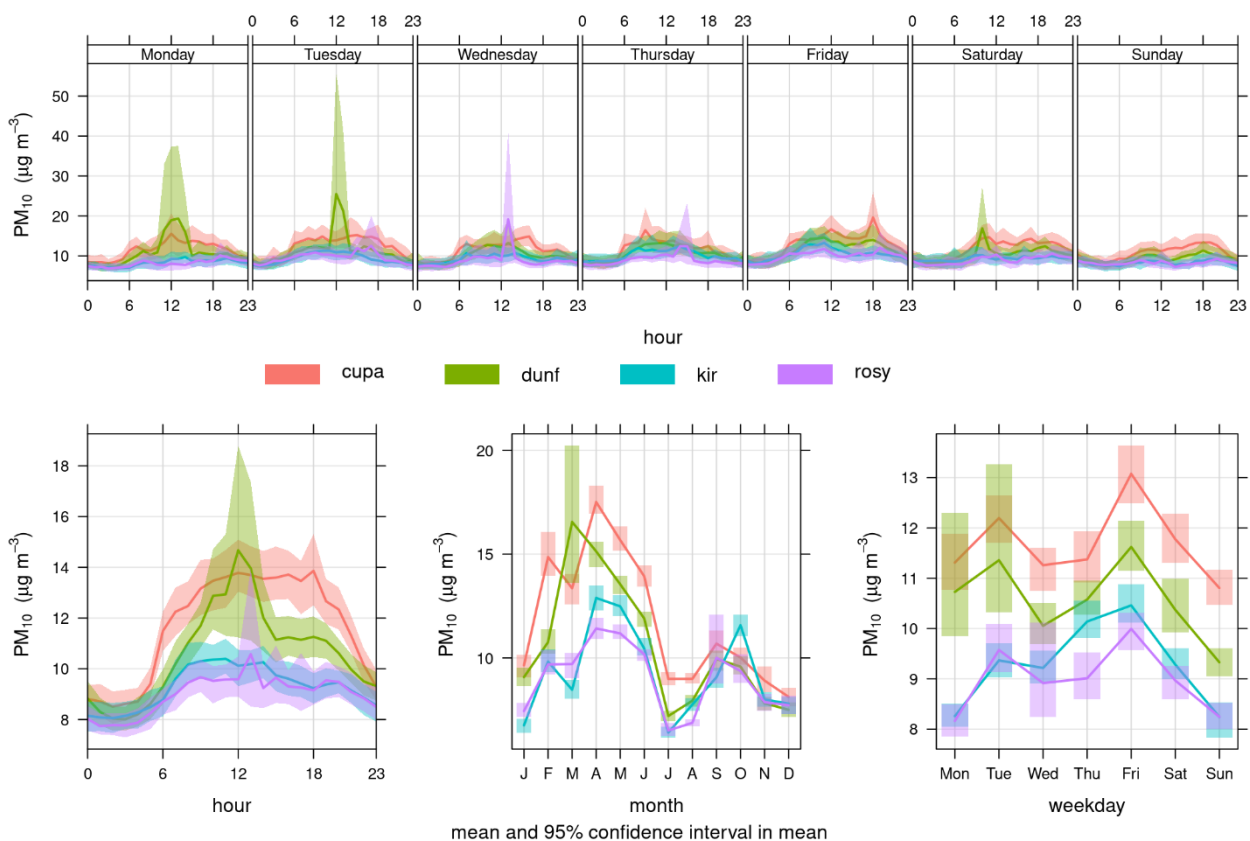 0 12 23 6 18 0 12 23
6 18 0 12 23 6 18
Monday Tuesday Wednesday Thursday Friday Saturday Sunday
PM10 (μg m−3)
50
40
30
20
10
0 6 12 18 23 0 6 12 18 23 0 6 12 18 23 0 6 12 18 23
hour
cupa dunf kir rosy
PM10 (μg m−3)
18
16
14
12
10
8
0 6 12 18 23
hour
PM10 (μg m−3)
20
15
10
J F M A M J J A S O N D
month
PM10 (μg m−3)
13
12
11
10
9
8
Mon Tue Wed Thu Fri Sat Sun
weekday
mean and 95% confidence interval in mean